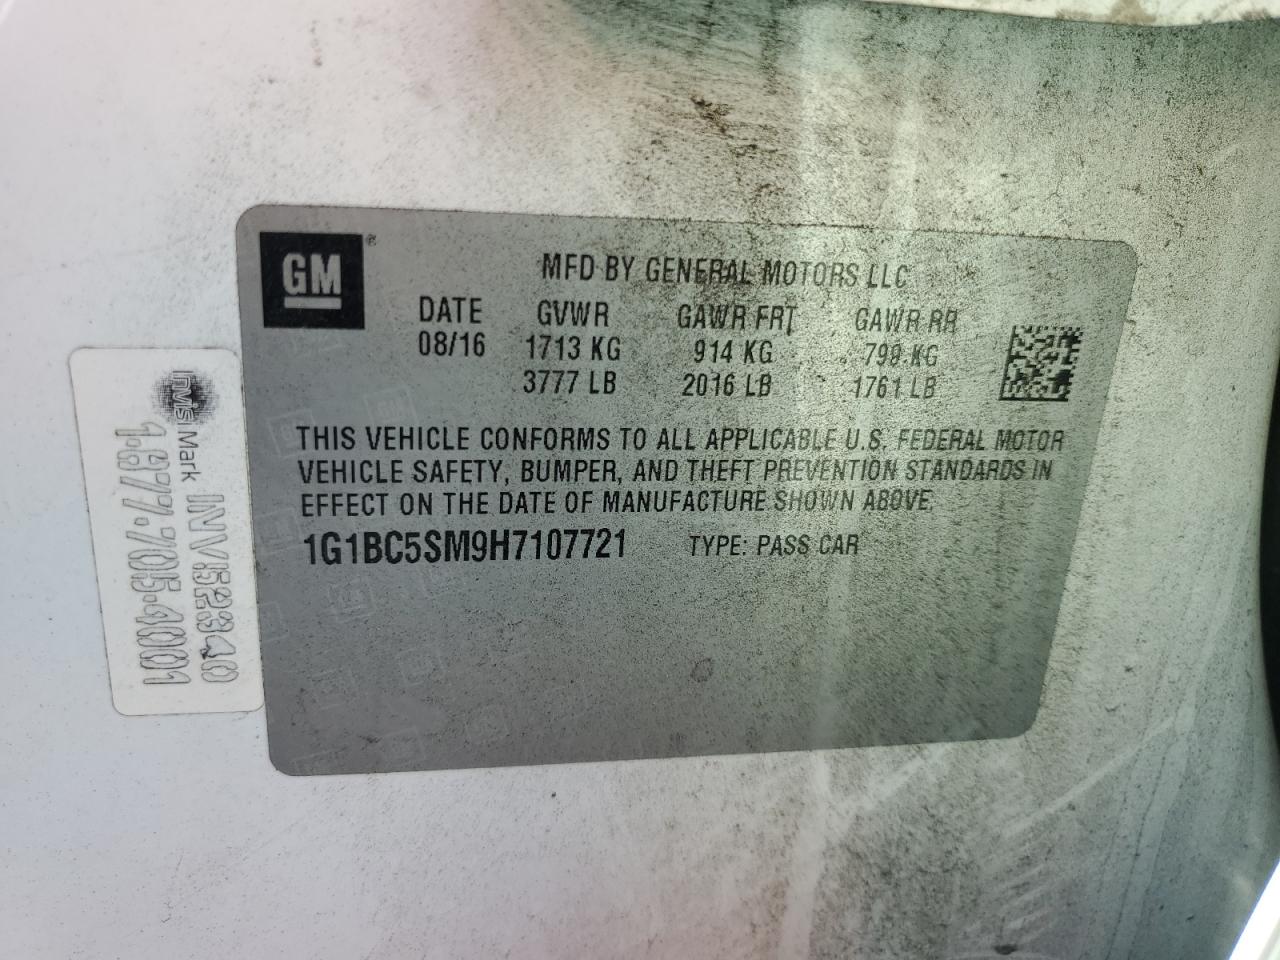 GM ®
MFD BY GENERAL MOTORS LLC
DATE GVWR GAWR FRT GAWR RR
08/16 1713 KG 914 KG 799 KG
3777 LB 2016 LB 1761 LB
THIS VEHICLE CONFORMS TO ALL APPLICABLE U.S. FEDERAL MOTOR
VEHICLE SAFETY, BUMPER, AND THEFT PREVENTION STANDARDS IN
EFFECT ON THE DATE OF MANUFACTURE SHOWN ABOVE.
1G1BC5SM9H7107721 TYPE: PASS CAR
InvisiMark INV523410
1.877.705.4001